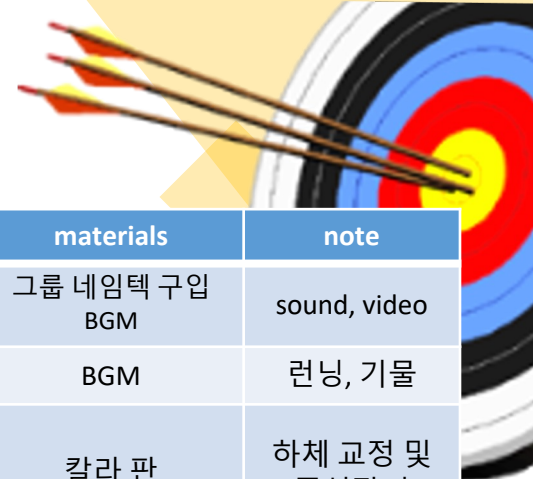 materials note
그룹 네임텍 구입
BGM
sound, video
BGM
런닝, 기물
칼라 판
하체 교정 및